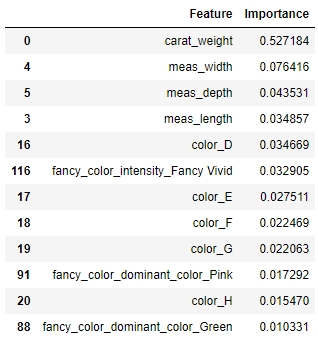 Feature Importance
0 carat_weight 0.527184
4 meas_width 0.076416
5 meas_depth 0.043531
3 meas_length 0.034857
16 color_D 0.034669
116 fancy_color_intensity_Fancy Vivid 0.032905
17 color_E 0.027511
18 color_F 0.022469
19 color_G 0.022063
91 fancy_color_dominant_color_Pink 0.017292
20 color_H 0.015470
88 fancy_color_dominant_color_Green 0.010331